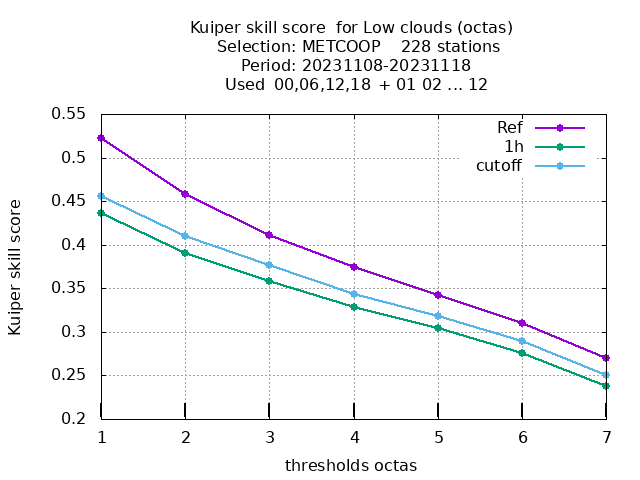 Kuiper skill score  for Low clouds (octas)
Selection: METCOOP    228 stations
Period: 20231108-20231118
Used  00,06,12,18 + 01 02 ... 12
Ref
1h
cutoff
0.55
0.5
0.45
0.4
0.35
0.3
0.25
0.2
Kuiper skill score
1 2 3 4 5 6 7
thresholds octas